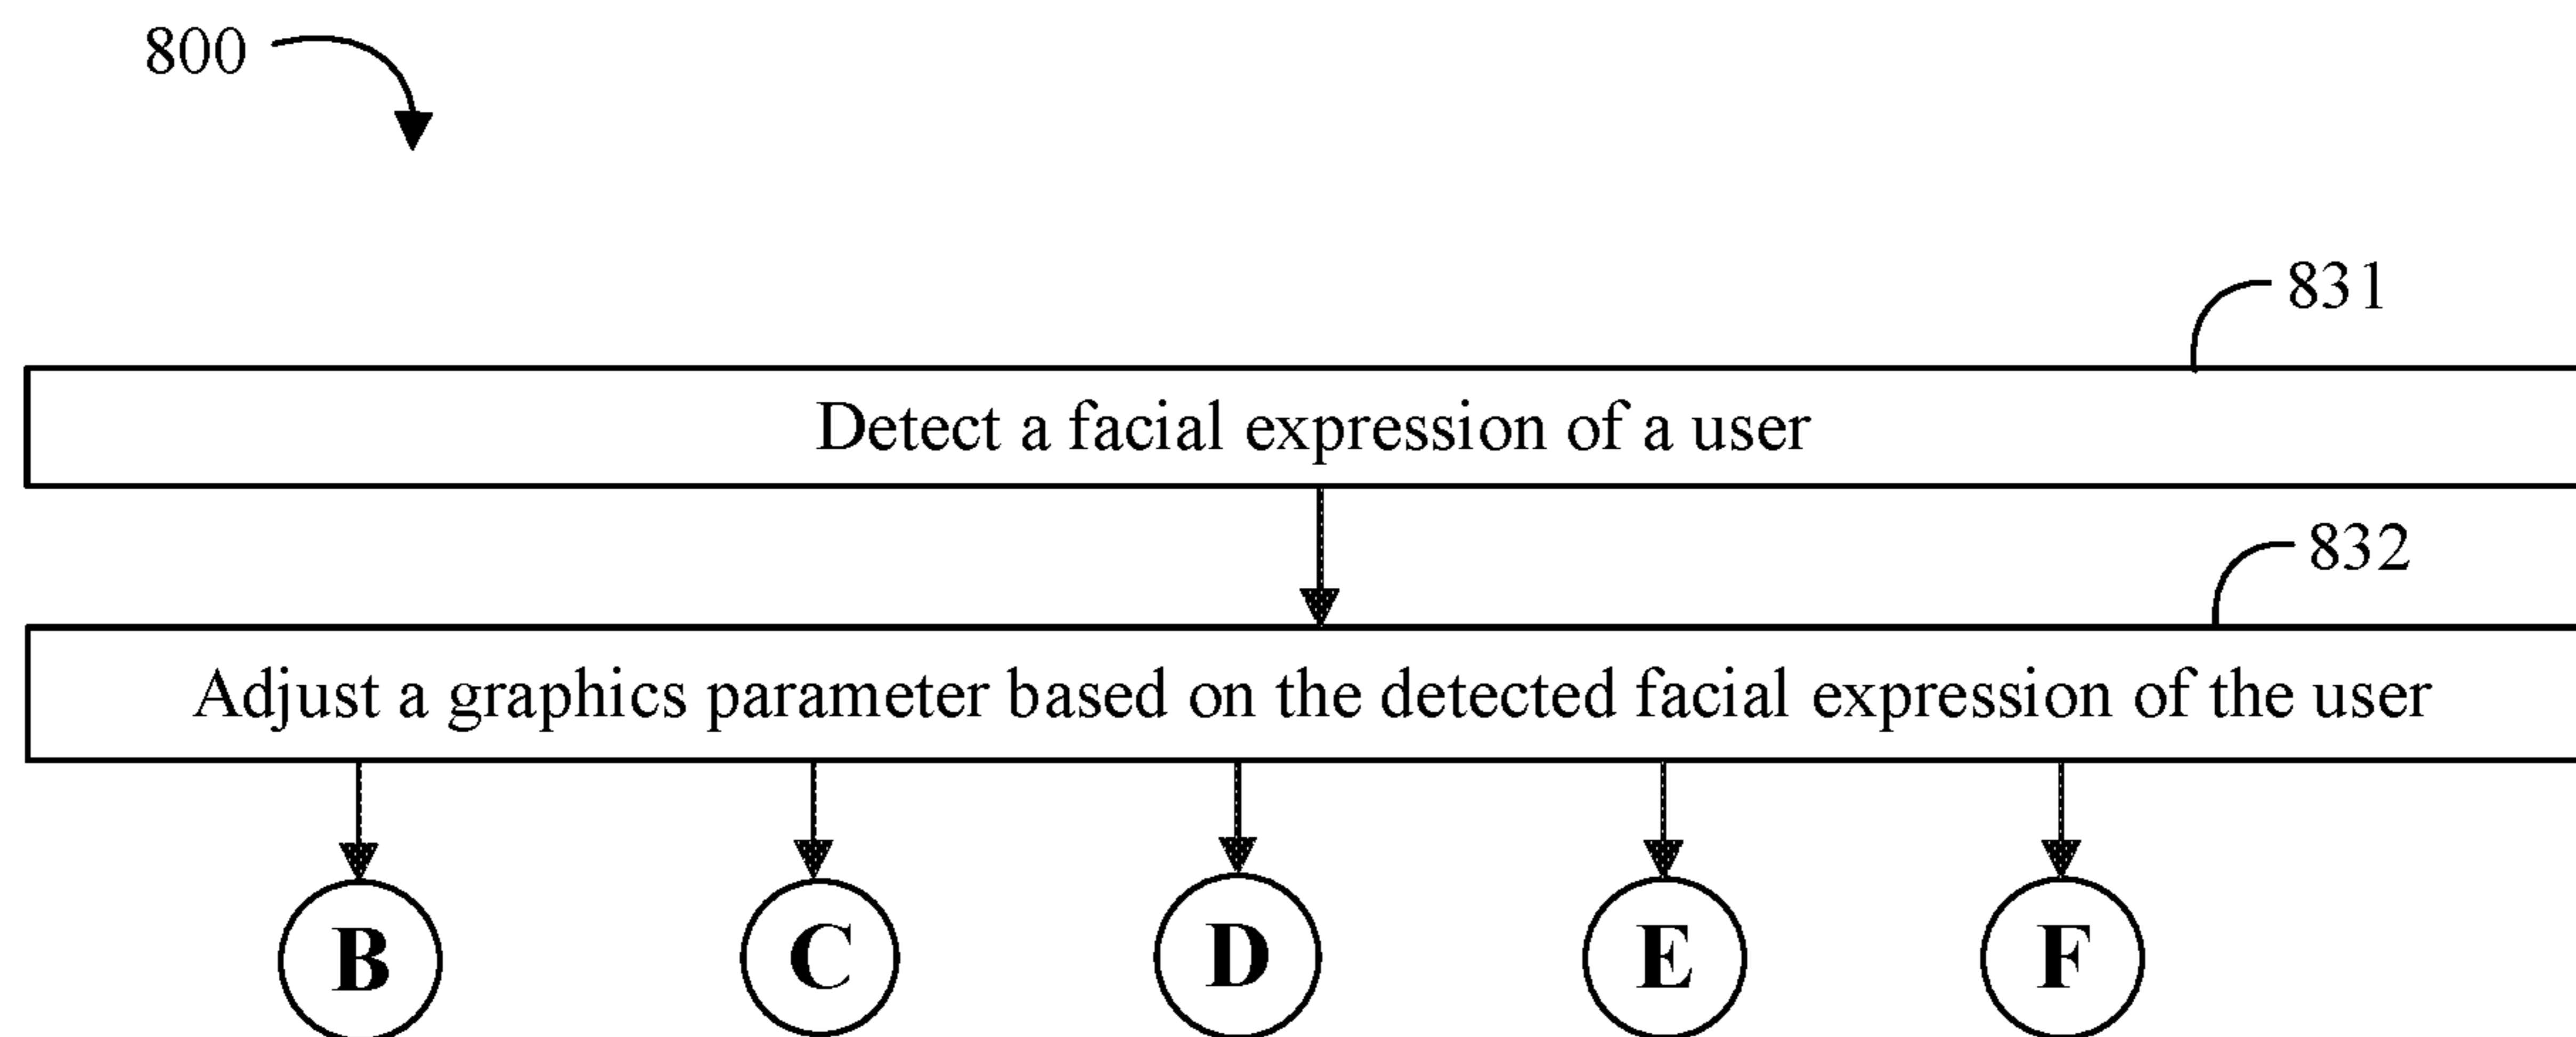 800
831
Detect a facial expression of a user
832
Adjust a graphics parameter based on the detected facial expression of the user
B C D E F